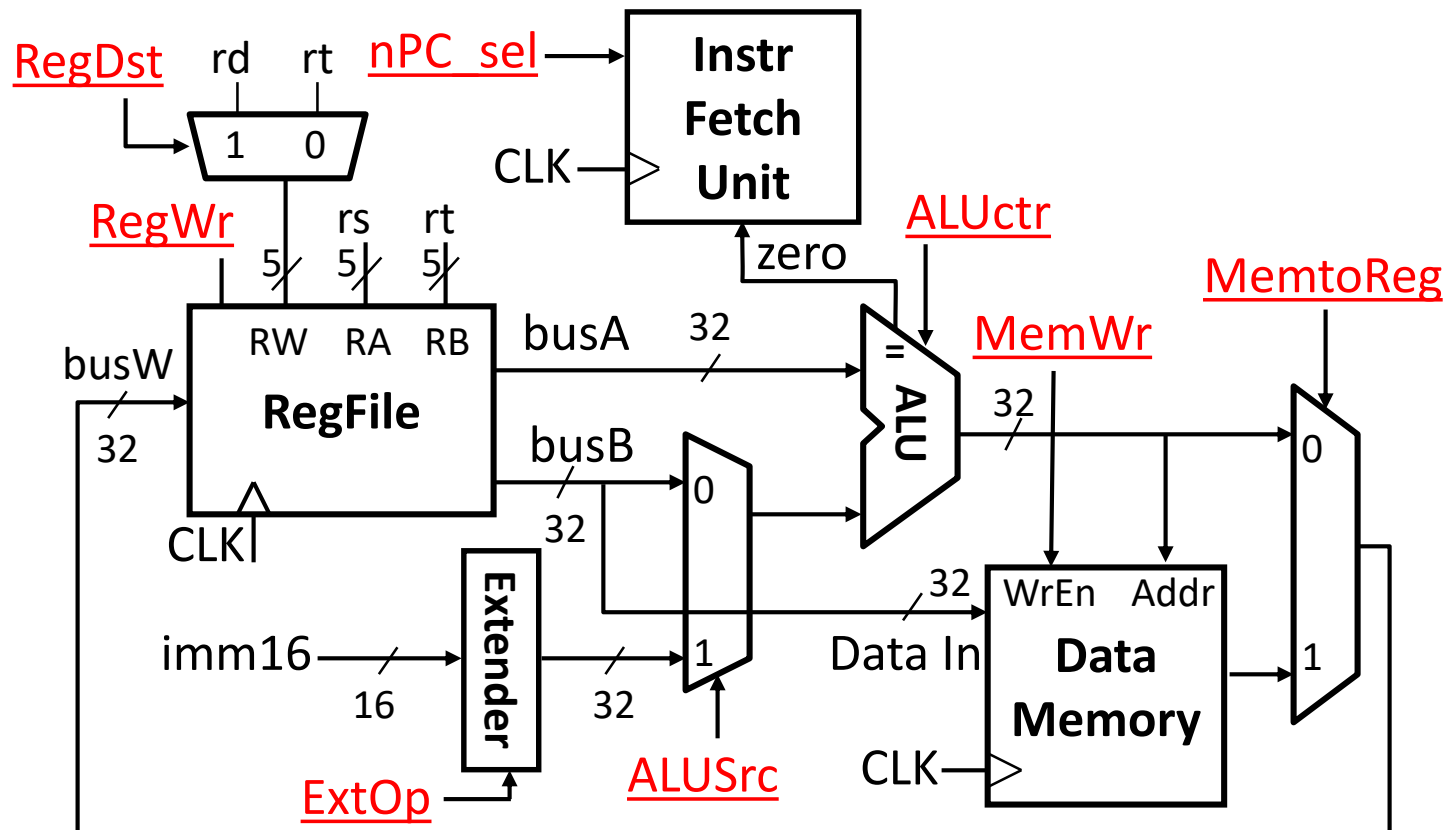 nPC_sel
Instr
Fetch
Unit
CLK
RegDst
rd rt
1 0
RegWr
rs rt
5 5 5
zero
ALUctr
MemtoReg
MemWr
RW RA RB
RegFile
busW
32
CLK
busA
32
busB
32
=
ALU
32
0
1
0
1
imm16
16
Extender
32
ExtOp
ALUSrc
32
Data In
WrEn Addr
Data
Memory
CLK